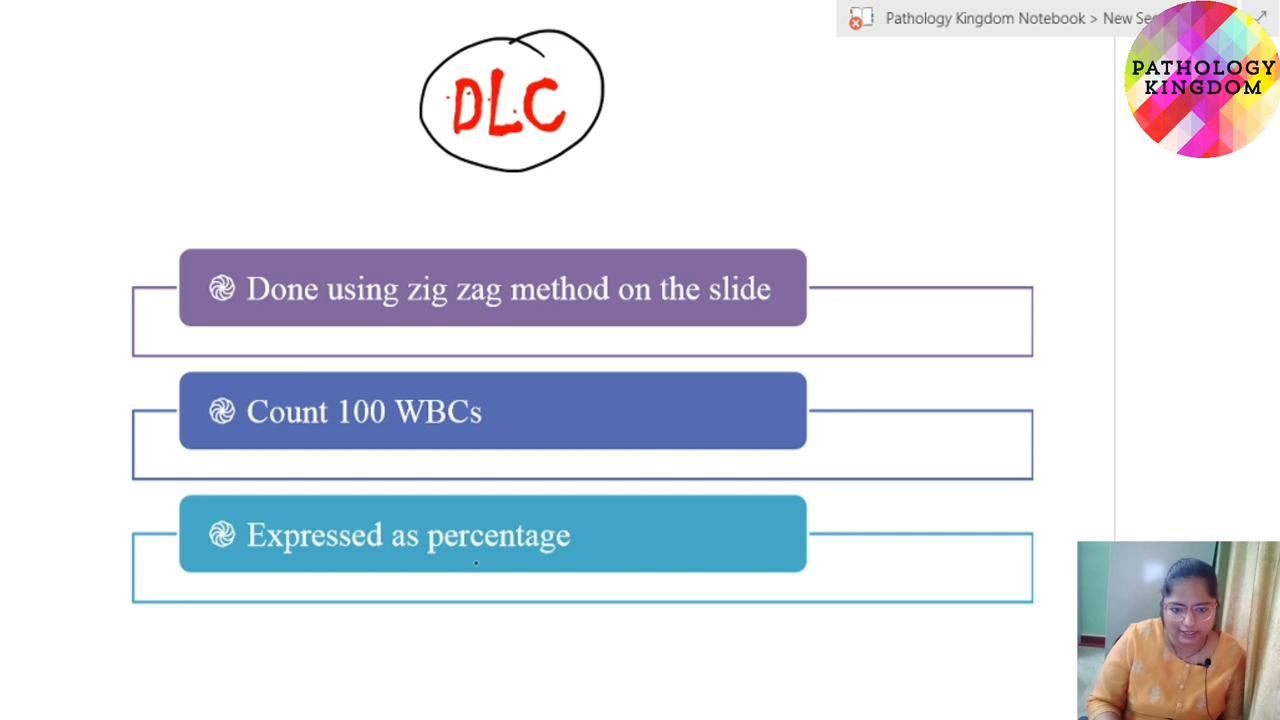 Pathology Kingdom Notebook > New Sec
PATHOLOGY
KINGDOM
DLC
Done using zig zag method on the slide
Count 100 WBCs
Expressed as percentage